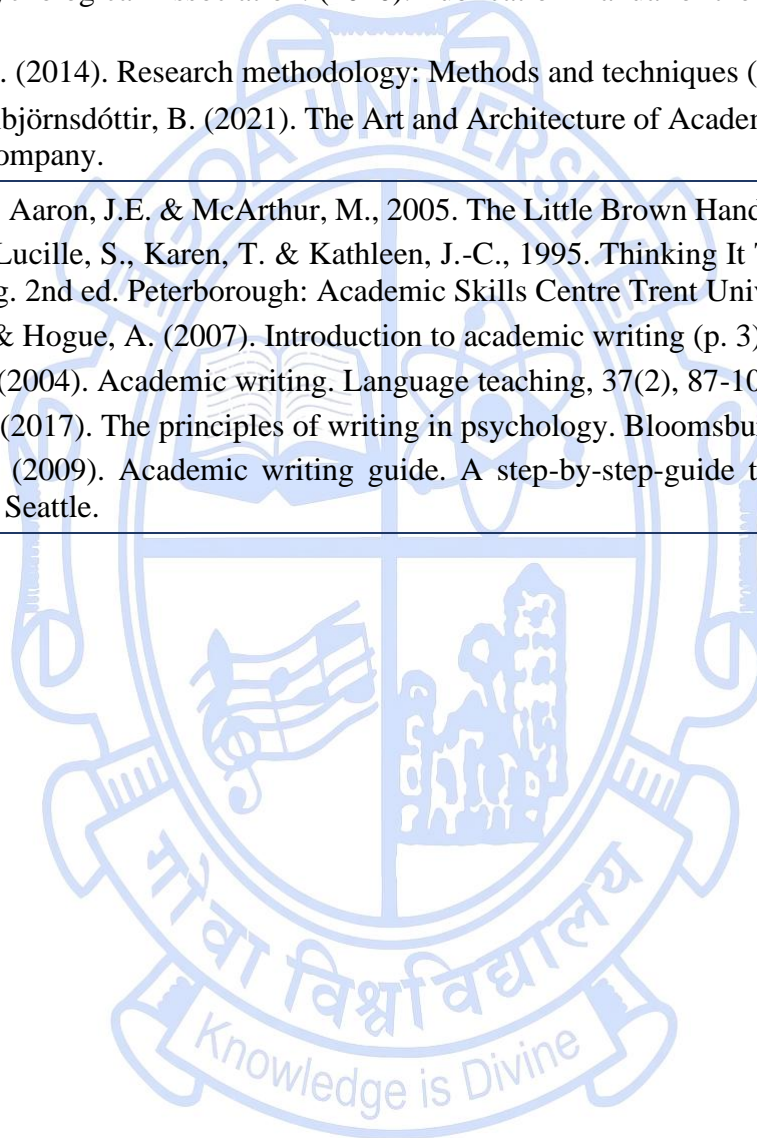 . (2014). Research methodology: Methods and techniques (
björnsdóttir, B. (2021). The Art and Architecture of Academ
ompany.
Aaron, J.E. & McArthur, M., 2005. The Little Brown Hand
Lucille, S., Karen, T. & Kathleen, J.-C., 1995. Thinking It
g. 2nd ed. Peterborough: Academic Skills Centre Trent Univ
& Hogue, A. (2007). Introduction to academic writing (p. 3)
(2004). Academic writing. Language teaching, 37(2), 87-10
(2017). The principles of writing in psychology. Bloomsbu
(2009). Academic writing guide. A step-by-step-guide t
Seattle.
GOA UNIVERSITY
गोंवा विश्वविद्यालय
Knowledge is Divine